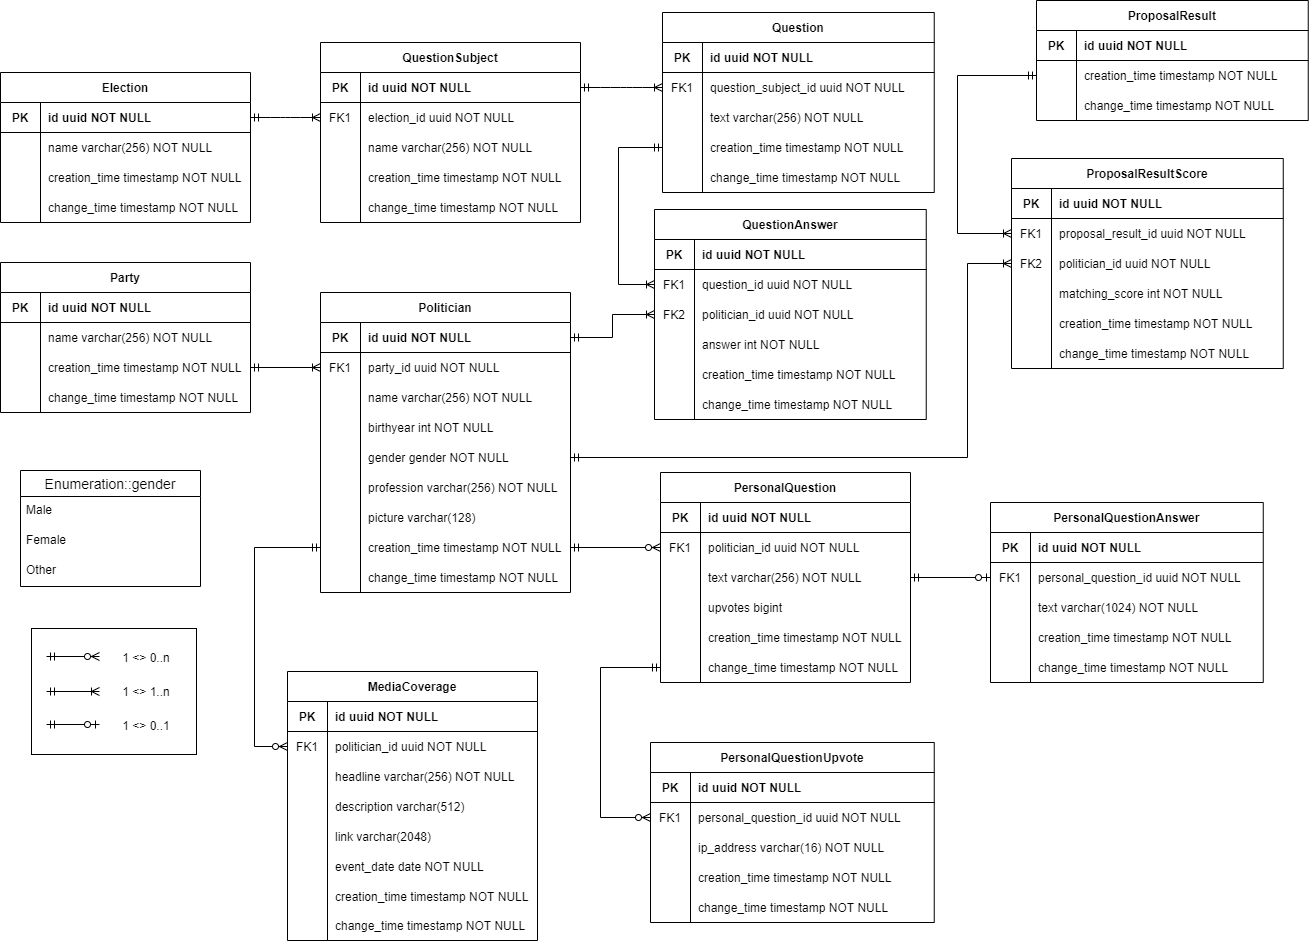 Election
PK id uuid NOT NULL
name varchar(256) NOT NULL
creation_time timestamp NOT NULL
change_time timestamp NOT NULL
QuestionSubject
PK id uuid NOT NULL
FK1 election_id uuid NOT NULL
name varchar(256) NOT NULL
creation_time timestamp NOT NULL
change_time timestamp NOT NULL
Question
PK id uuid NOT NULL
FK1 question_subject_id uuid NOT NULL
text varchar(256) NOT NULL
creation_time timestamp NOT NULL
change_time timestamp NOT NULL
ProposalResult
PK id uuid NOT NULL
creation_time timestamp NOT NULL
change_time timestamp NOT NULL
ProposalResultScore
PK id uuid NOT NULL
FK1 proposal_result_id uuid NOT NULL
FK2 politician_id uuid NOT NULL
matching_score int NOT NULL
creation_time timestamp NOT NULL
change_time timestamp NOT NULL
QuestionAnswer
PK id uuid NOT NULL
FK1 question_id uuid NOT NULL
FK2 politician_id uuid NOT NULL
answer int NOT NULL
creation_time timestamp NOT NULL
change_time timestamp NOT NULL
Party
PK id uuid NOT NULL
name varchar(256) NOT NULL
creation_time timestamp NOT NULL
change_time timestamp NOT NULL
Politician
PK id uuid NOT NULL
FK1 party_id uuid NOT NULL
name varchar(256) NOT NULL
birthyear int NOT NULL
gender gender NOT NULL
profession varchar(256) NOT NULL
picture varchar(128)
creation_time timestamp NOT NULL
change_time timestamp NOT NULL
Enumeration::gender
Male
Female
Other
1 <> 0..n
1 <> 1..n
1 <> 0..1
PersonalQuestion
PK id uuid NOT NULL
FK1 politician_id uuid NOT NULL
text varchar(256) NOT NULL
upvotes bigint
creation_time timestamp NOT NULL
change_time timestamp NOT NULL
PersonalQuestionAnswer
PK id uuid NOT NULL
FK1 personal_question_id uuid NOT NULL
text varchar(1024) NOT NULL
creation_time timestamp NOT NULL
change_time timestamp NOT NULL
MediaCoverage
PK id uuid NOT NULL
FK1 politician_id uuid NOT NULL
headline varchar(256) NOT NULL
description varchar(512)
link varchar(2048)
event_date date NOT NULL
creation_time timestamp NOT NULL
change_time timestamp NOT NULL
PersonalQuestionUpvote
PK id uuid NOT NULL
FK1 personal_question_id uuid NOT NULL
ip_address varchar(16) NOT NULL
creation_time timestamp NOT NULL
change_time timestamp NOT NULL